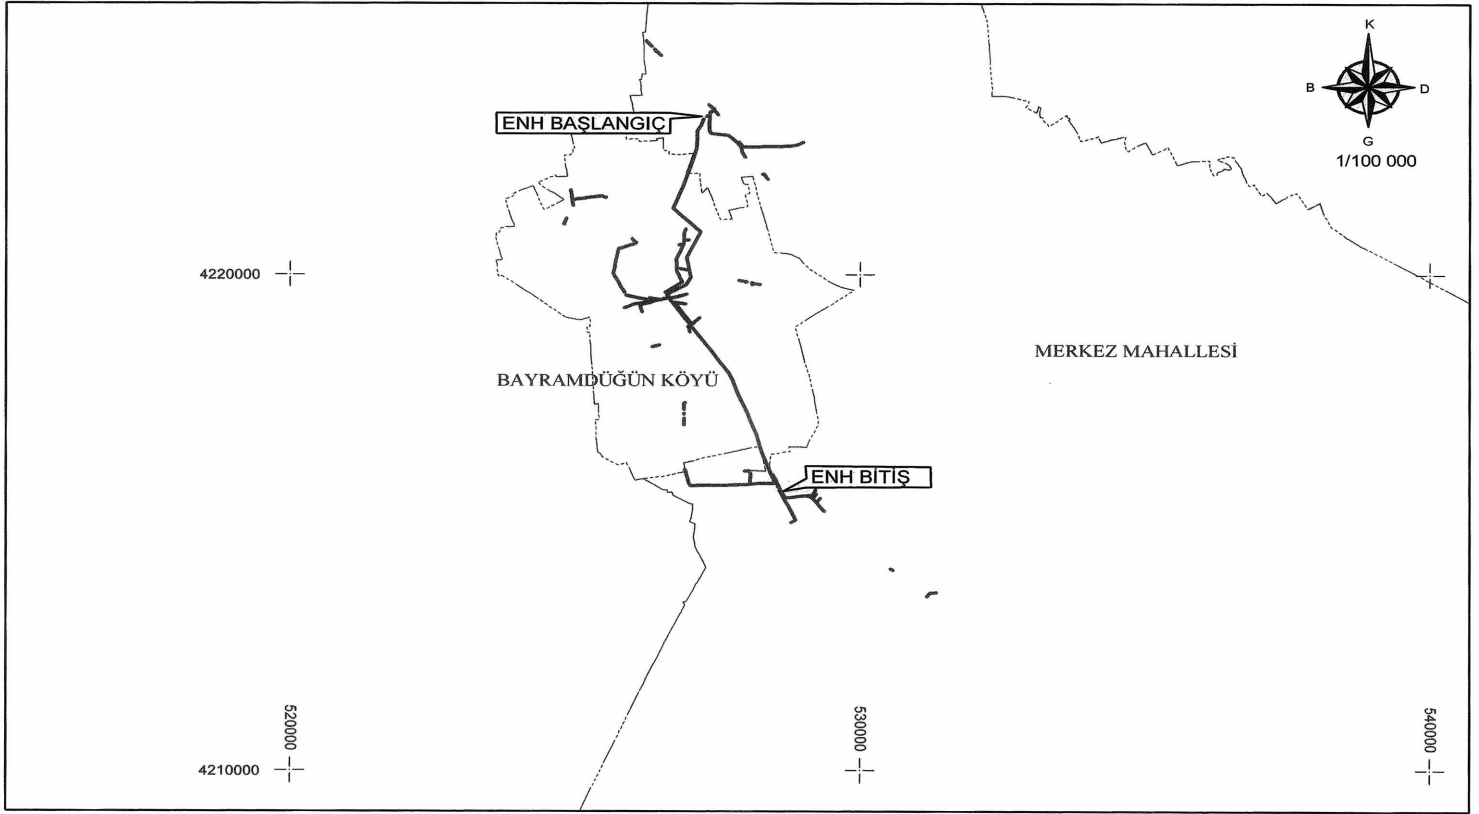 K
B
D
G
1/100 000
ENH BAŞLANGIÇ
4220000
MERKEZ MAHALLESİ
BAYRAMDÜĞÜN KÖYÜ
ENH BİTİŞ
520000
530000
540000
4210000